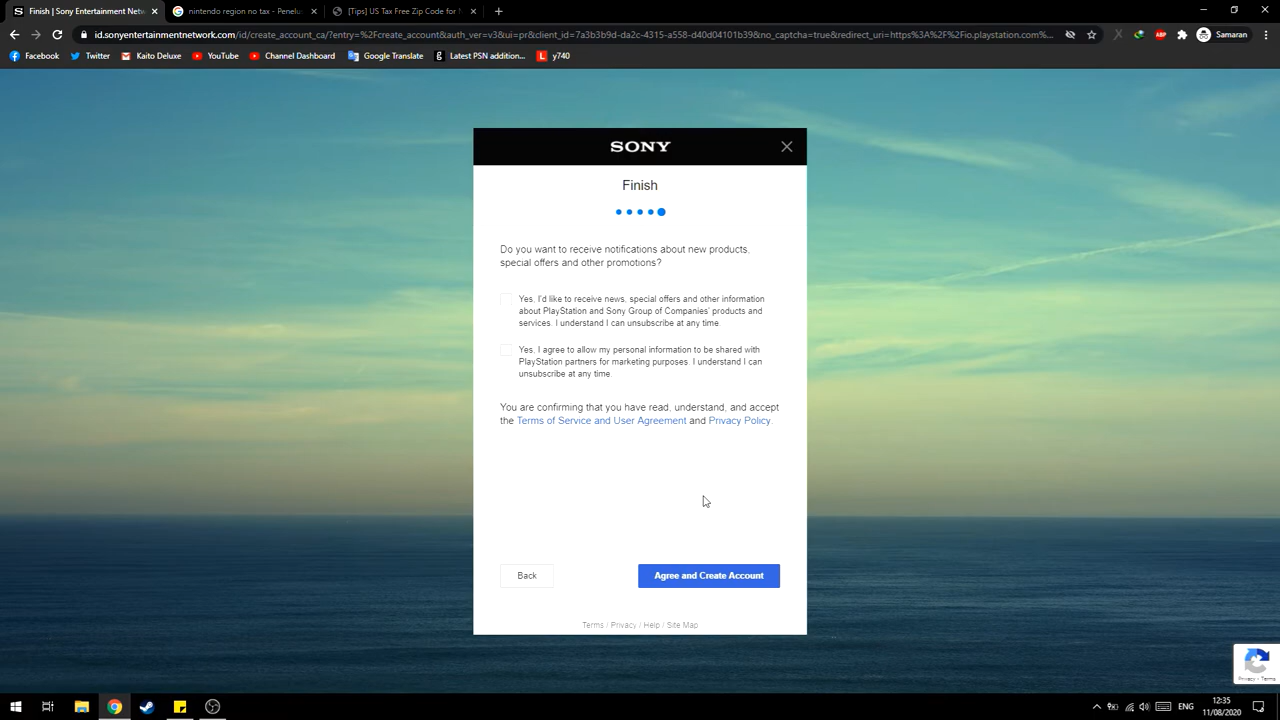 Finish | Sony Entertainment Netw
nintendo region no tax - Penelus
[Tips] US Tax Free Zip Code for
id.sonyentertainmentnetwork.com/id/create_account_ca/?entry=%2Fcreate_account&auth_ver=v3&ui=pr&client_id=7a3b3b9d-da2c-4315-a558-d40d04101b39&no_captcha=true&redirect_uri=https%3A%2F%2Fio.playstation.com%...
ABP
Samaran
Facebook
Twitter
Kaito Deluxe
YouTube
Channel Dashboard
Google Translate
Latest PSN addition...
y740
SONY
Finish
Do you want to receive notifications about new products,
special offers and other promotions?
Yes, I'd like to receive news, special offers and other information
about PlayStation and Sony Group of Companies' products and
services. I understand I can unsubscribe at any time.
Yes, I agree to allow my personal information to be shared with
PlayStation partners for marketing purposes. I understand I can
unsubscribe at any time.
You are confirming that you have read, understand, and accept
the Terms of Service and User Agreement and Privacy Policy.
Back
Agree and Create Account
Terms / Privacy / Help / Site Map
Privacy - Terms
ENG
12:35
11/08/2020